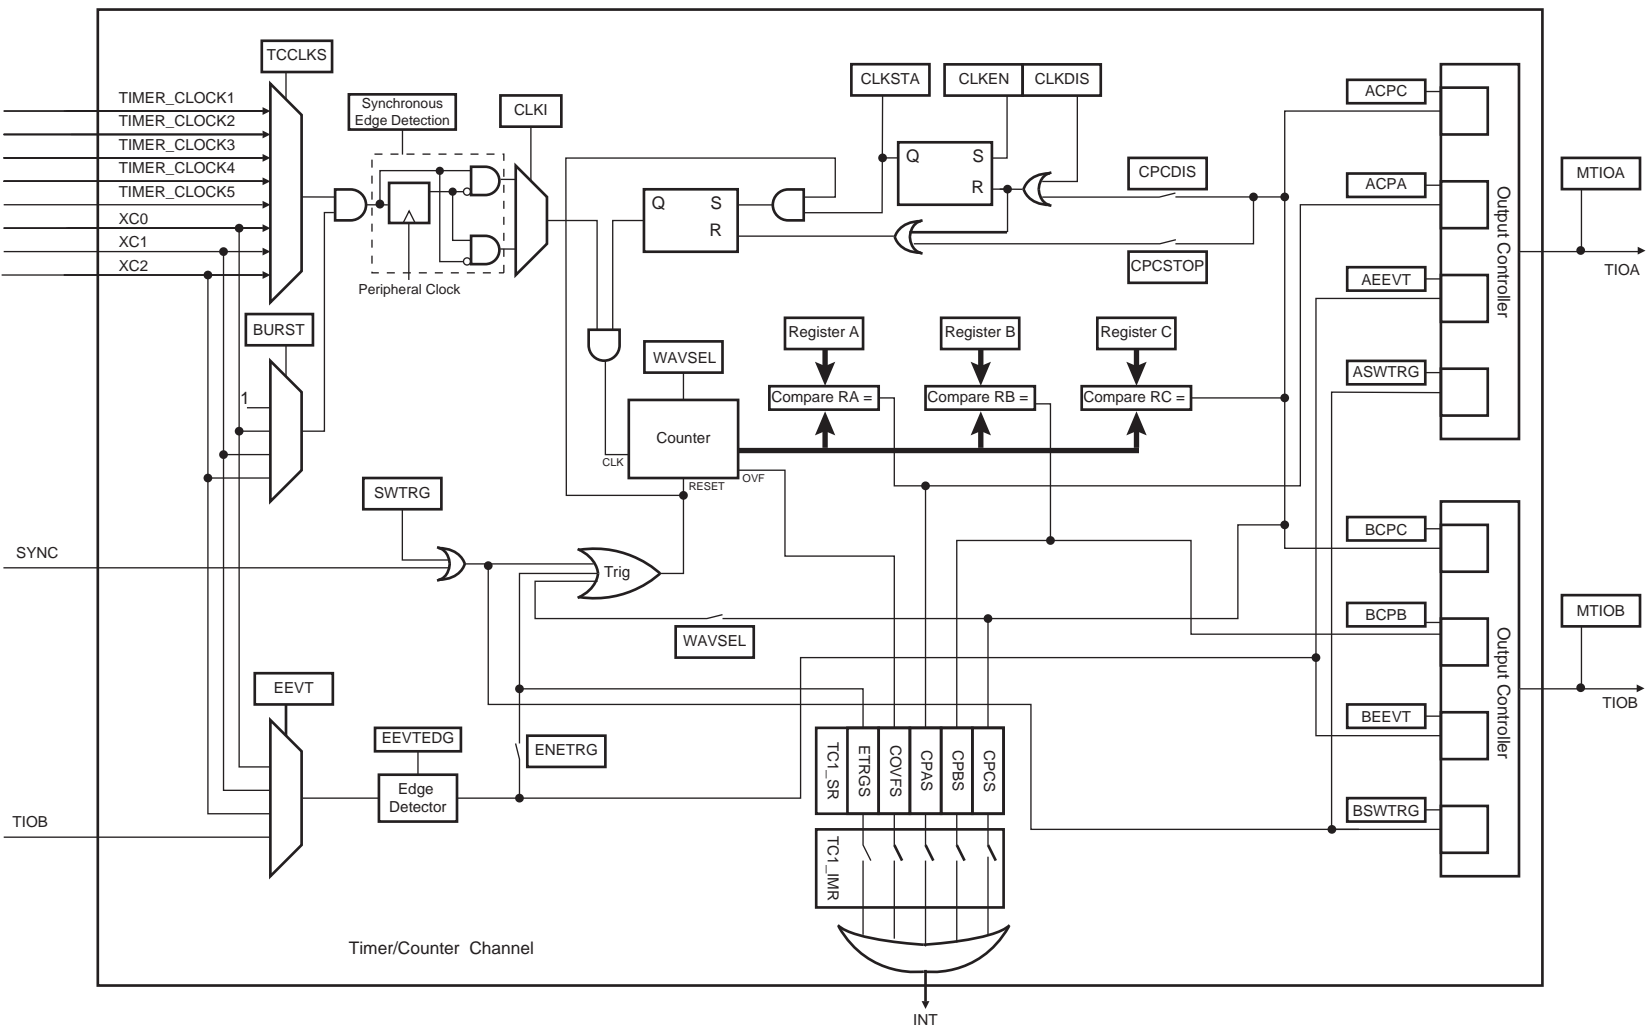 TCCLKS
TIMER_CLOCK1
TIMER_CLOCK2
TIMER_CLOCK3
TIMER_CLOCK4
TIMER_CLOCK5
XC0
XC1
XC2
Synchronous
Edge Detection
CLKI
Peripheral Clock
BURST
1
CLKSTA
CLKEN
CLKDIS
Q
S
R
Q
S
R
CPCDIS
CPCSTOP
ACPC
ACPA
AEEVT
ASWTRG
Output Controller
MTIOA
TIOA
Register A
Register B
Register C
WAVSEL
Compare RA =
Compare RB =
Compare RC =
Counter
CLK
RESET
OVF
SWTRG
SYNC
Trig
WAVSEL
BCPC
BCPB
BEEVT
BSWTRG
Output Controller
MTIOB
TIOB
EEVT
EEVTEDG
Edge
Detector
ENETRG
TIOB
TC1_SR
ETRGS
COVFS
CPAS
CPBS
CPCS
TC1_IMR
Timer/Counter Channel
INT